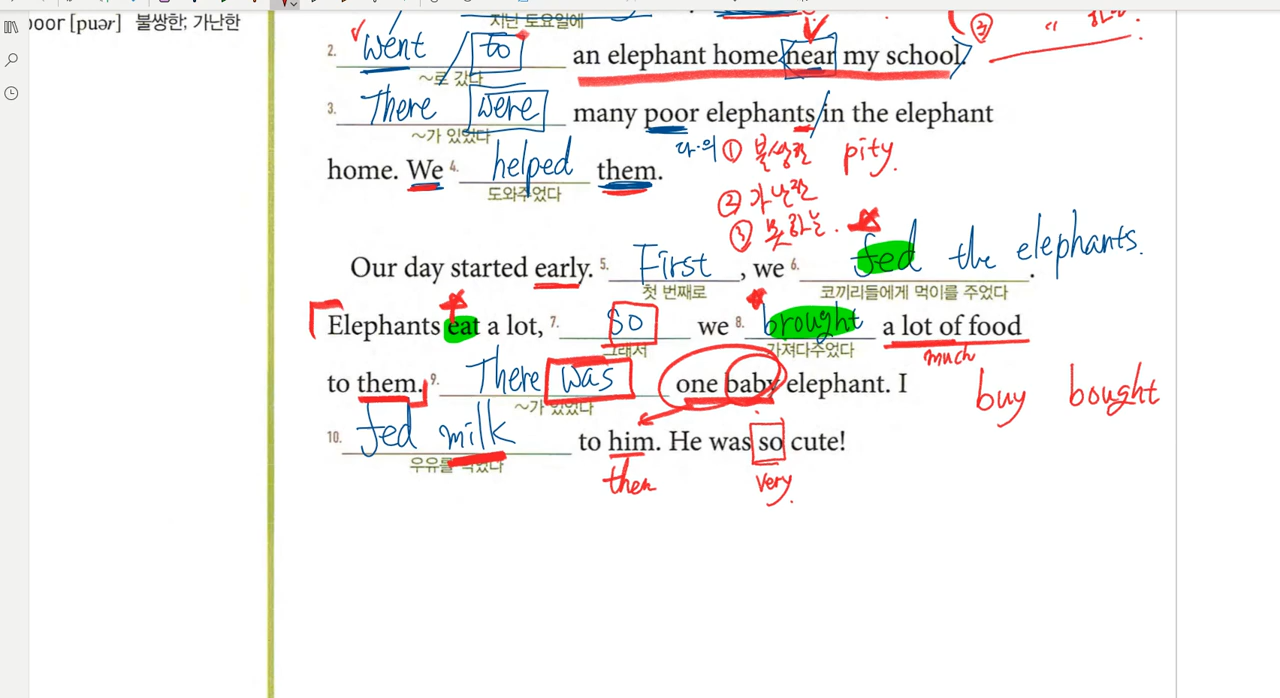 poor [puər] 불쌍한; 가난한
지난 토요일에
2. went to an elephant home near my school.
~로 갔다
3. There were many poor elephants in the elephant
~가 있었다
다·의 ① 불쌍한 pity.
home. We 4. helped them.
도와주었다
② 가난한
③ 못하는.
Our day started early. 5. First, we 6. fed the elephants.
첫 번째로 코끼리들에게 먹이를 주었다
Elephants eat a lot, 7. so we 8. brought a lot of food
그래서 가져다주었다 much
to them. 9. There was one baby elephant. I
~가 있었다
buy bought
10. fed milk to him. He was so cute!
우유를
them very